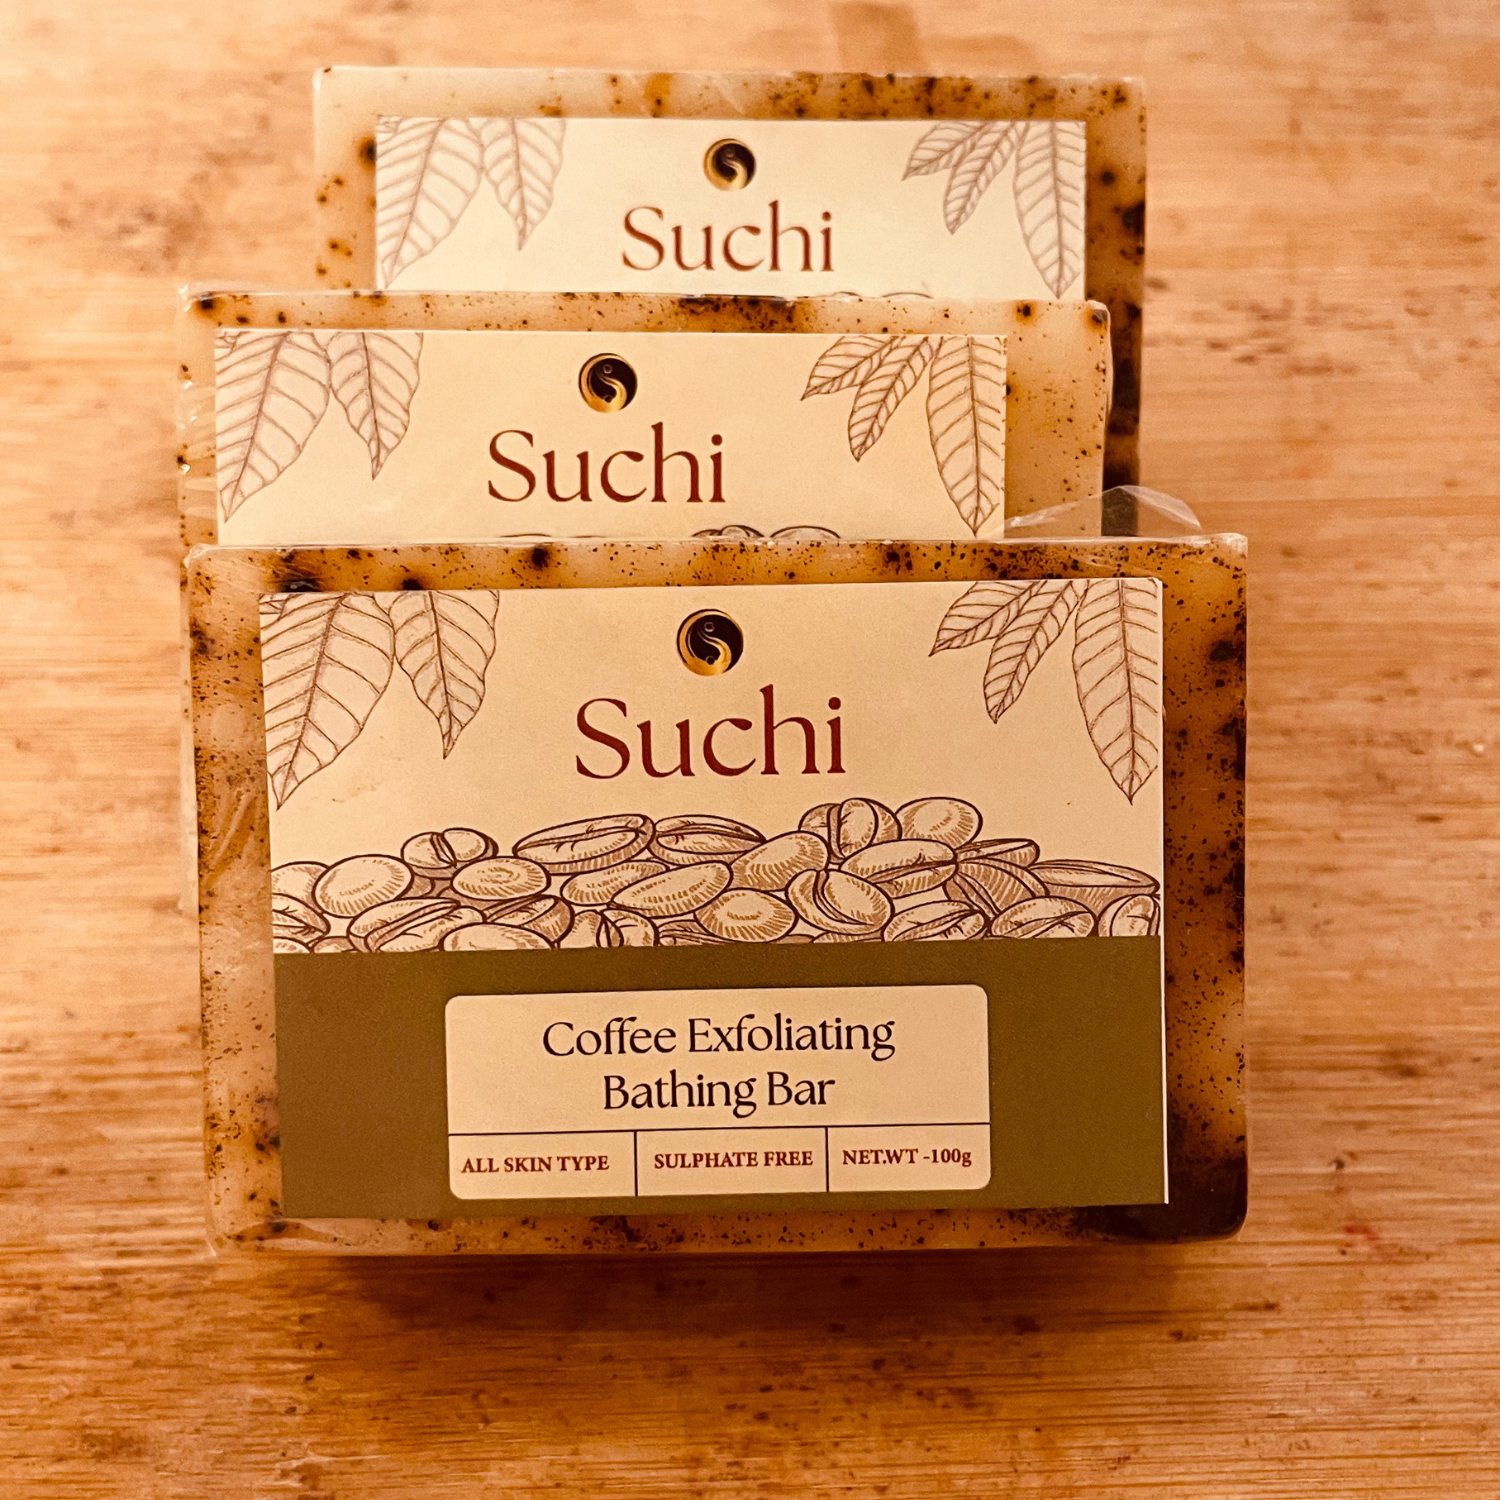 Suchi
Suchi
Suchi
Coffee Exfoliating
Bathing Bar
ALL SKIN TYPE
SULPHATE FREE
NET.WT -100g